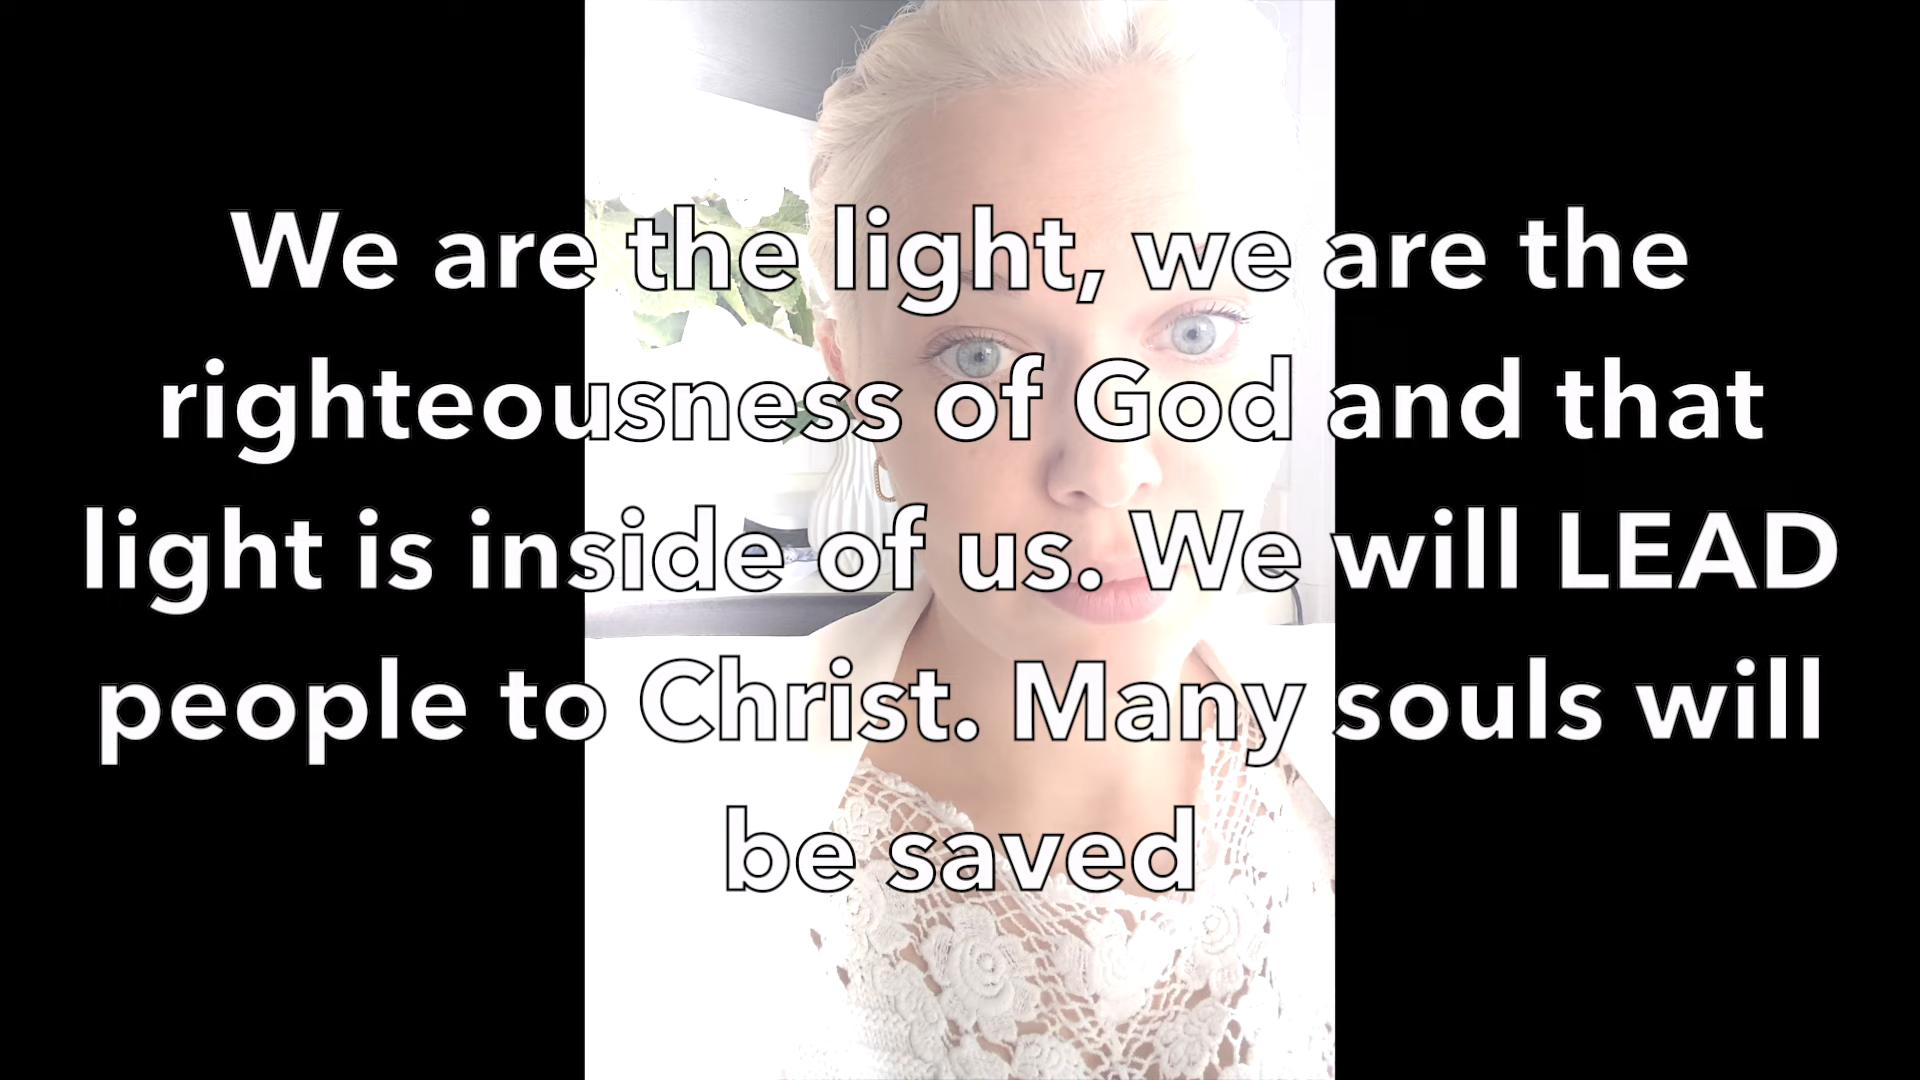 We are the light, we are the
righteousness of God and that
light is inside of us. We will LEAD
people to Christ. Many souls will
be saved